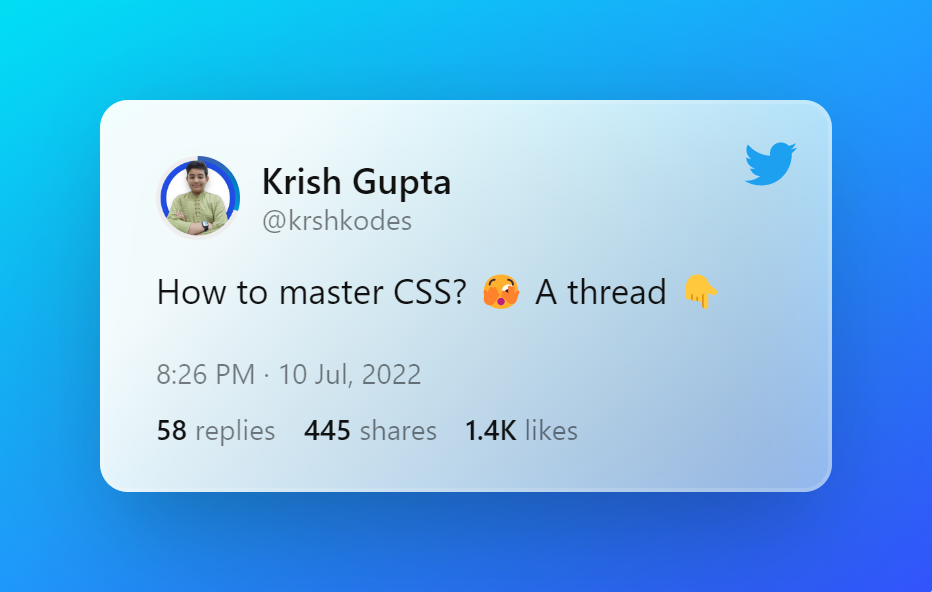 Krish Gupta
@krshkodes
How to master CSS? 🫣 A thread 👇
8:26 PM · 10 Jul, 2022
58 replies 445 shares 1.4K likes